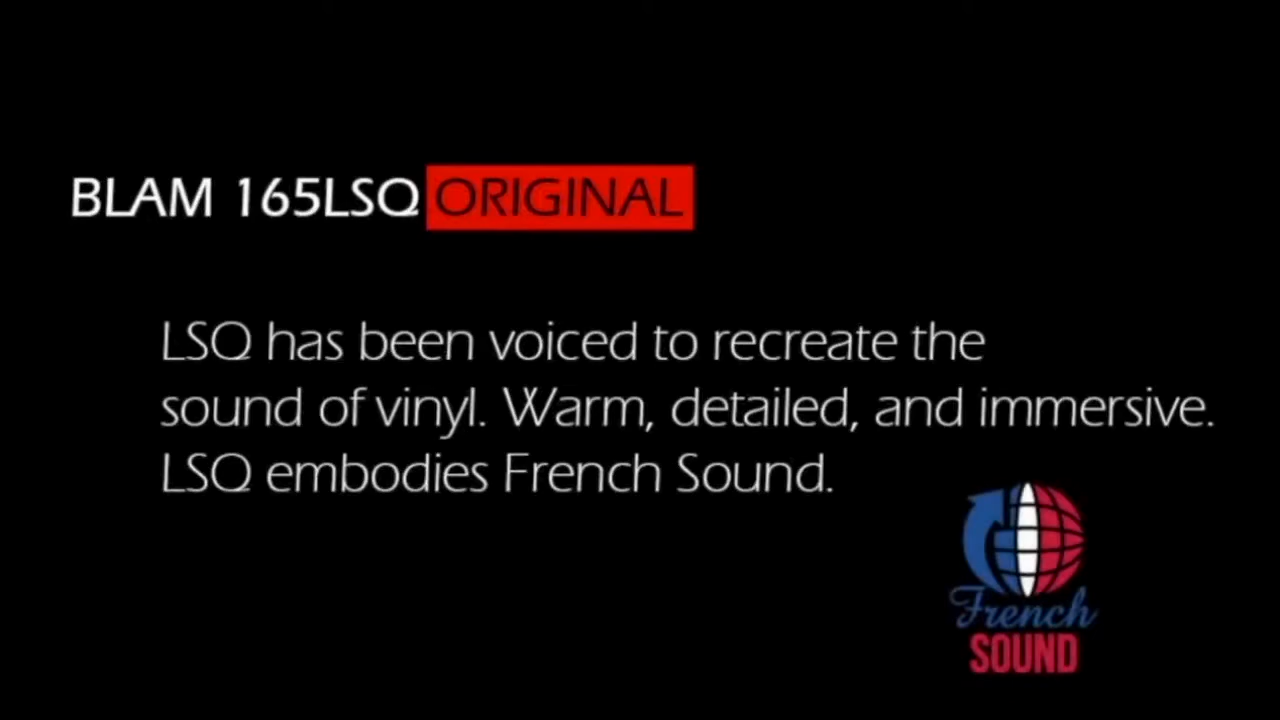 BLAM 165LSQ ORIGINAL
LSQ has been voiced to recreate the
sound of vinyl. Warm, detailed, and immersive.
LSQ embodies French Sound.
French
SOUND